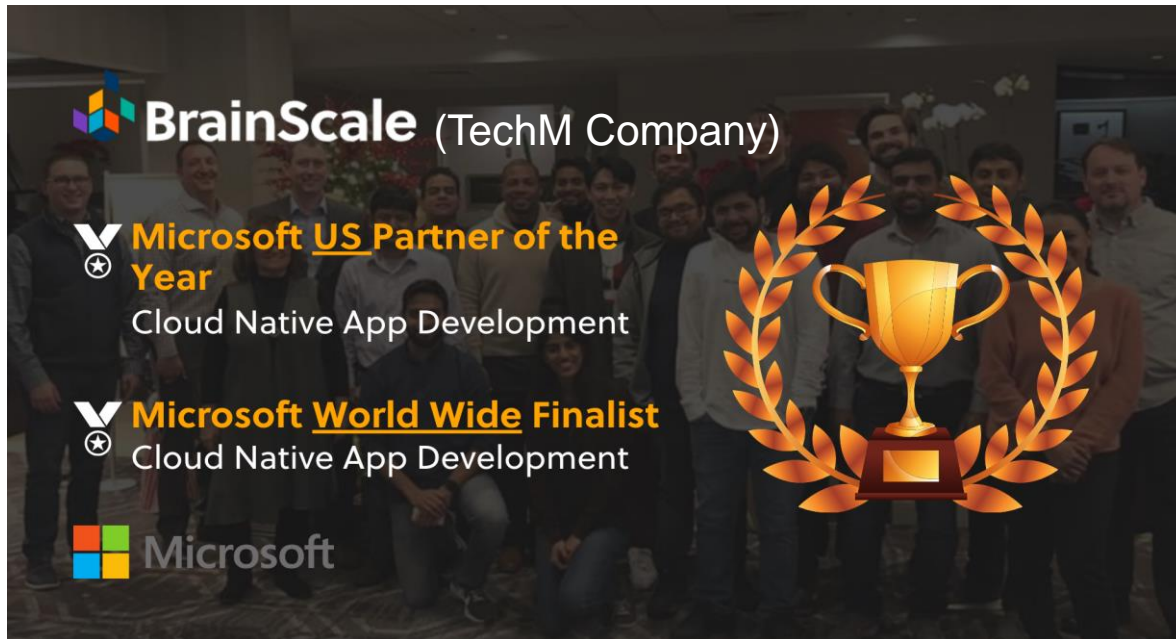 BrainScale (TechM Company)
Microsoft US Partner of the
Year
Cloud Native App Development
Microsoft World Wide Finalist
Cloud Native App Development
Microsoft